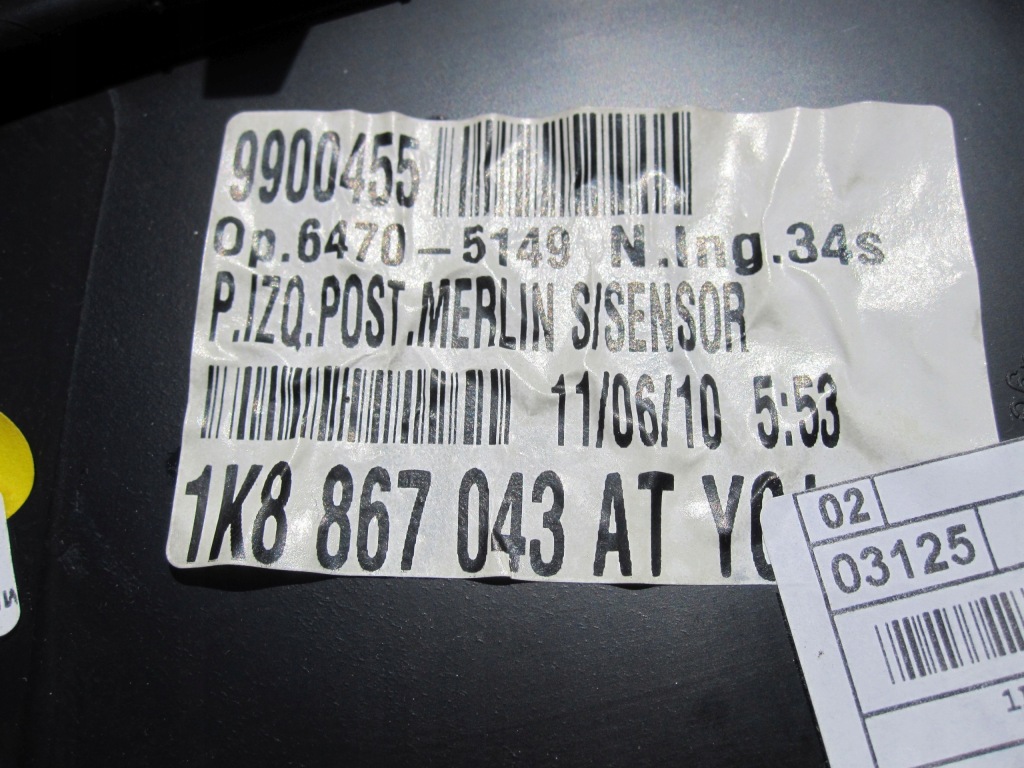 9900455
Op.6470-5149 N.Ing.34s
P.IZQ.POST.MERLIN S/SENSOR
11/06/10 5:53
1K8 867 043 AT
02
03125